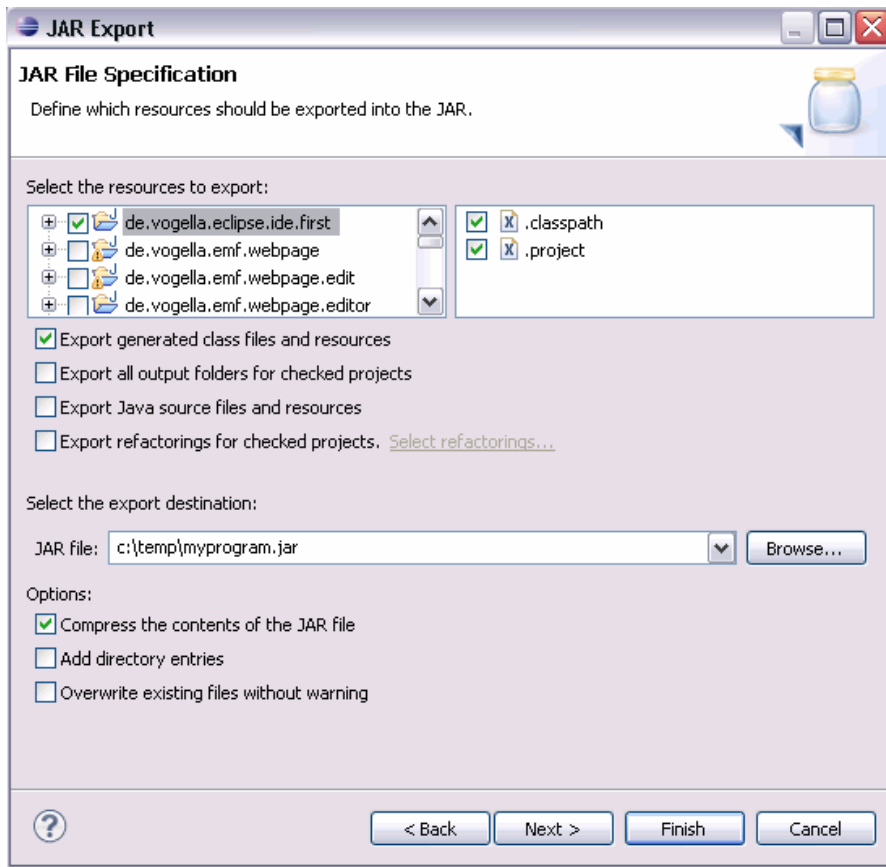 JAR Export
JAR File Specification
Define which resources should be exported into the JAR.
Select the resources to export:
de.vogella.eclipse.ide.first
de.vogella.emf.webpage
de.vogella.emf.webpage.edit
de.vogella.emf.webpage.editor
.classpath
.project
Export generated class files and resources
Export all output folders for checked projects
Export Java source files and resources
Export refactorings for checked projects. Select refactorings...
Select the export destination:
JAR file: c:\temp\myprogram.jar Browse...
Options:
Compress the contents of the JAR file
Add directory entries
Overwrite existing files without warning
? < Back Next > Finish Cancel